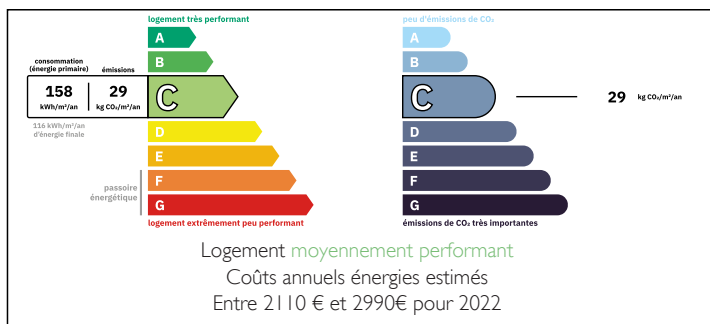 logement très performant
A
B
consommation
(énergie primaire)
émissions
158
kWh/m²/an
29
kg CO₂/m²/an
C
116 kWh/m²/an
d'énergie finale
D
E
F
G
passoire
énergétique
logement extrêmement peu performant
peu d'émissions de CO₂
A
B
C
29 kg CO₂/m²/an
D
E
F
G
émissions de CO₂ très importantes
Logement moyennement performant
Coûts annuels énergies estimés
Entre 2110 € et 2990€ pour 2022